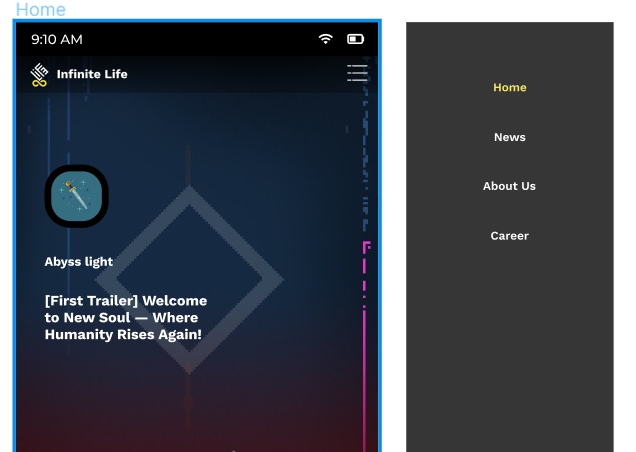 Home
9:10 AM
Infinite Life
Abyss light
[First Trailer] Welcome
to New Soul — Where
Humanity Rises Again!
Home
News
About Us
Career